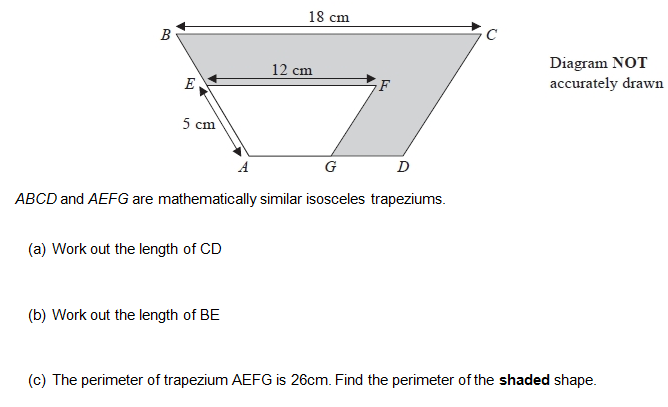 18 cm
B
C
12 cm
Diagram NOT
accurately drawn
E
F
5 cm
A
G
D
ABCD and AEFG are mathematically similar isosceles trapeziums.
(a) Work out the length of CD
(b) Work out the length of BE
(c) The perimeter of trapezium AEFG is 26cm. Find the perimeter of the shaded shape.